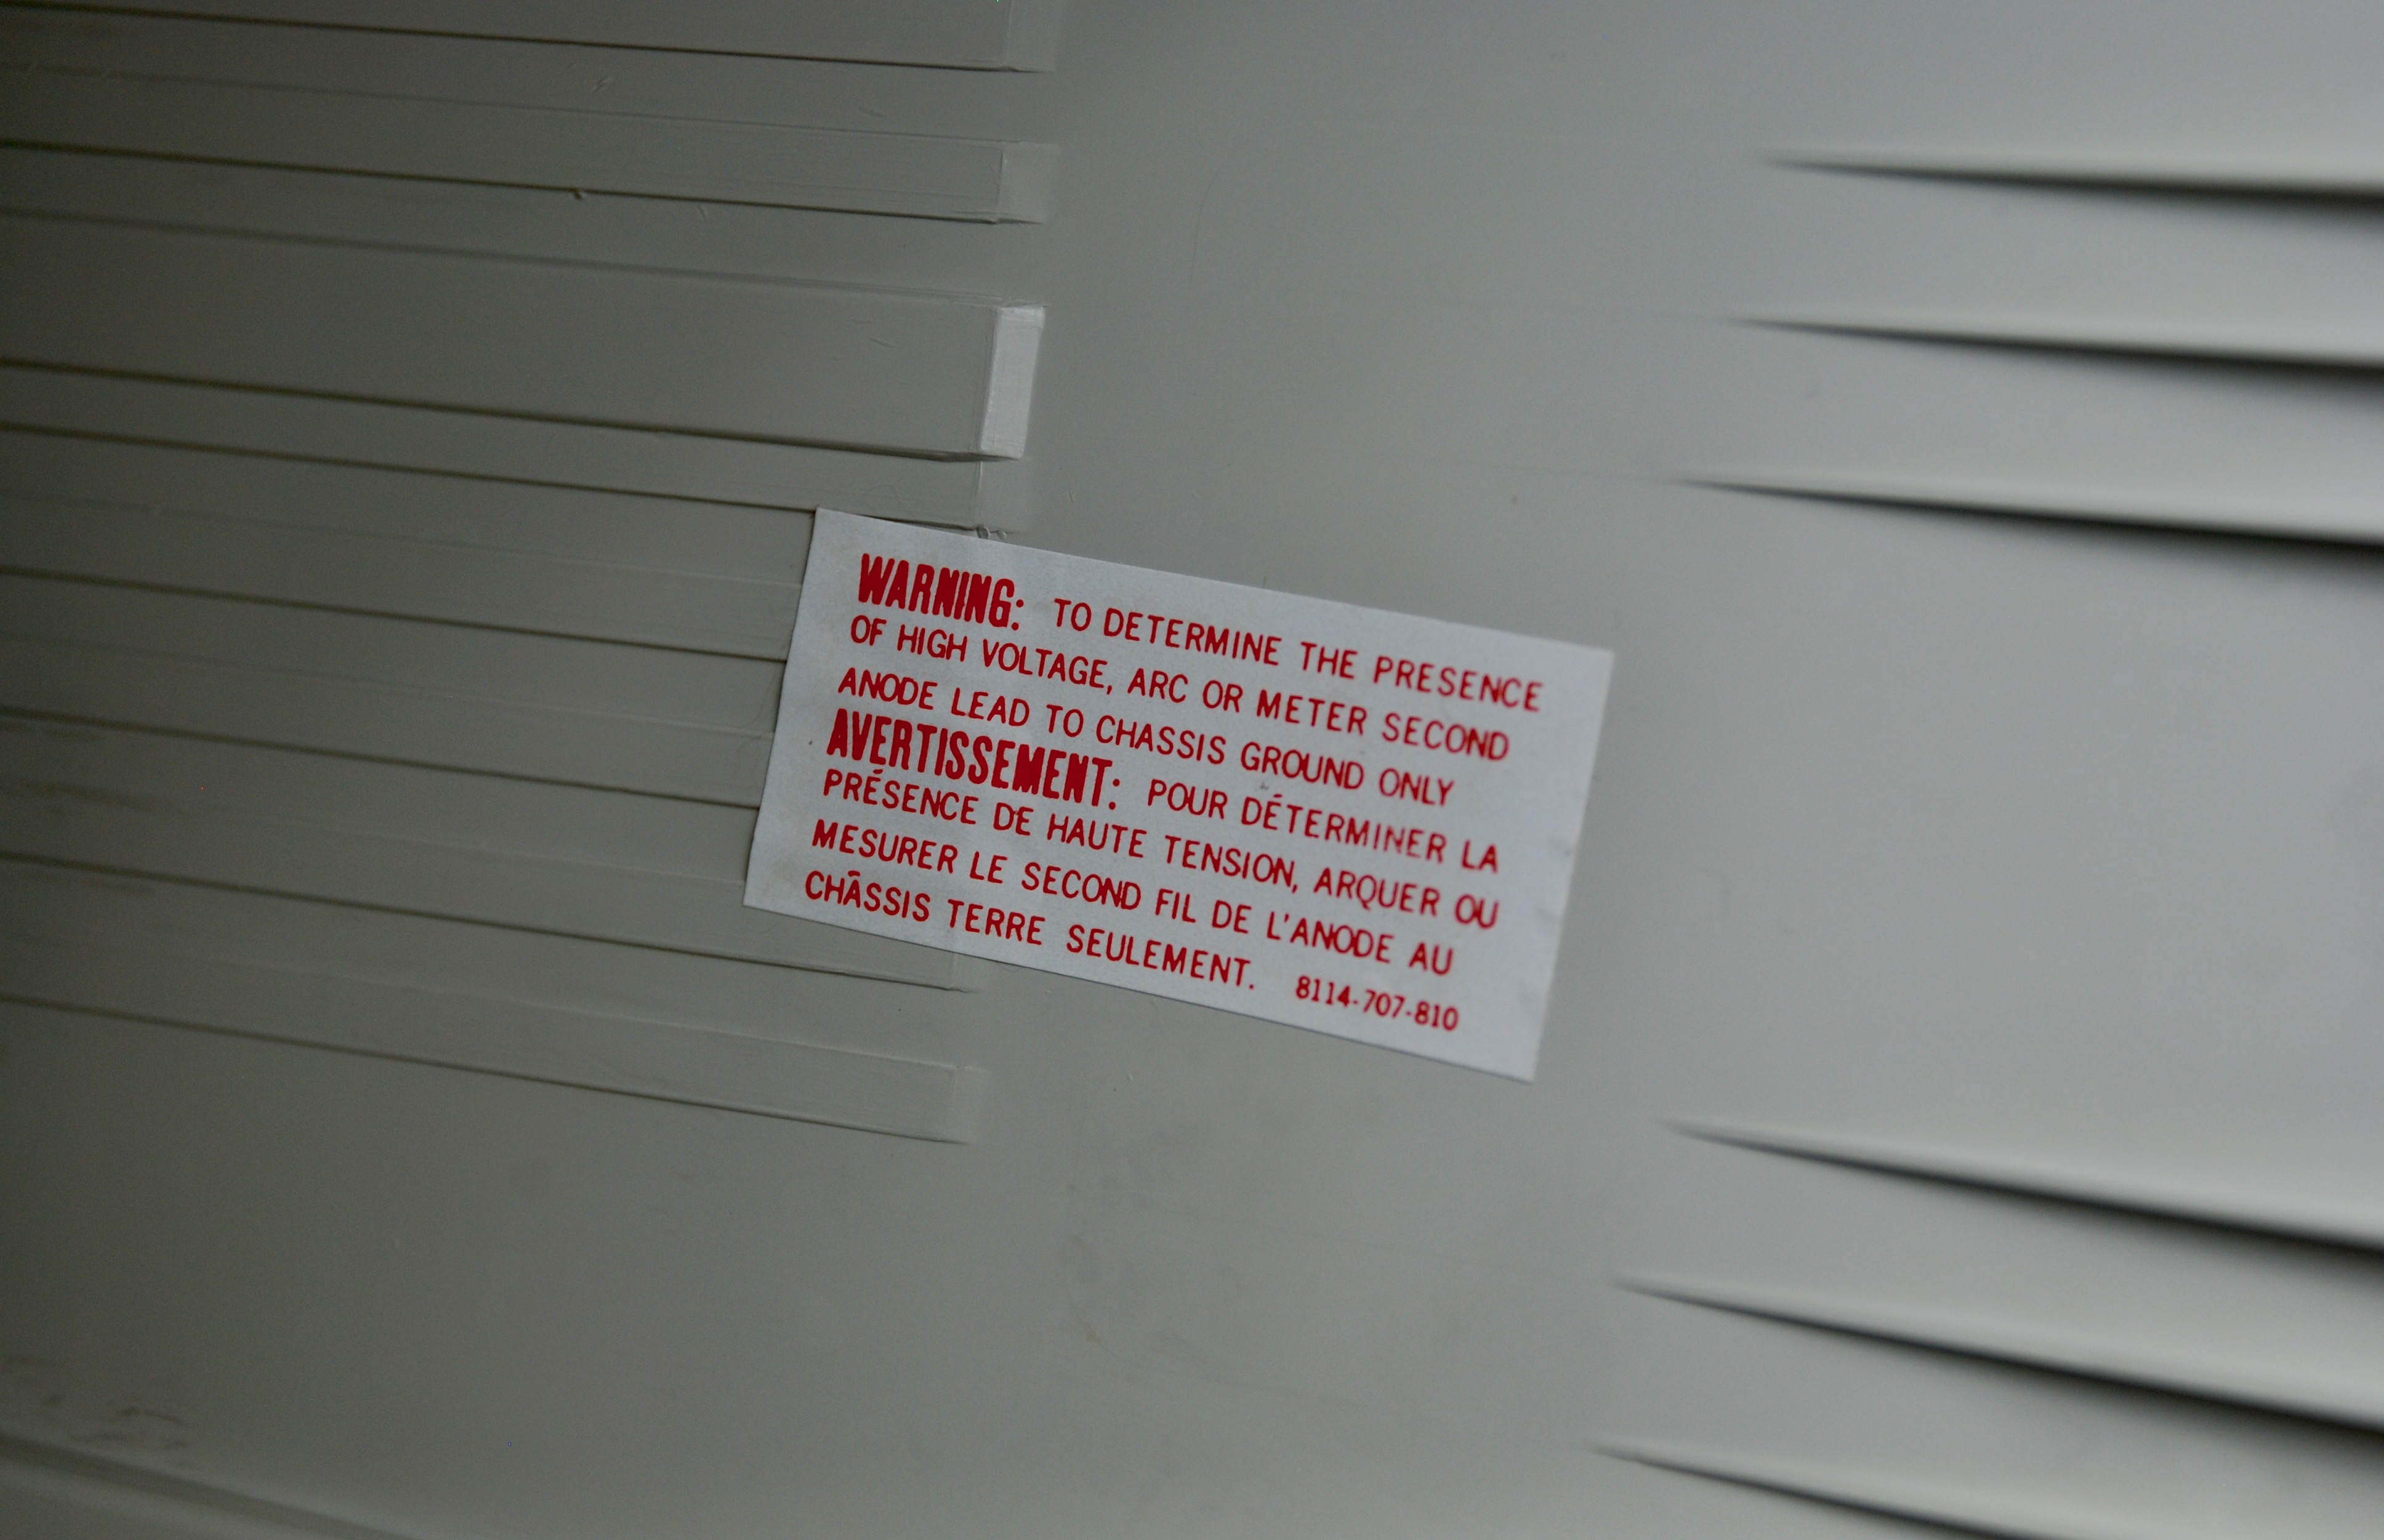 WARNING: TO DETERMINE THE PRESENCE
OF HIGH VOLTAGE, ARC OR METER SECOND
ANODE LEAD TO CHASSIS GROUND ONLY
AVERTISSEMENT: POUR DÉTERMINER LA
PRÉSENCE DE HAUTE TENSION, ARQUER OU
MESURER LE SECOND FIL DE L'ANODE AU
CHÂSSIS TERRE SEULEMENT. 8114-707-810